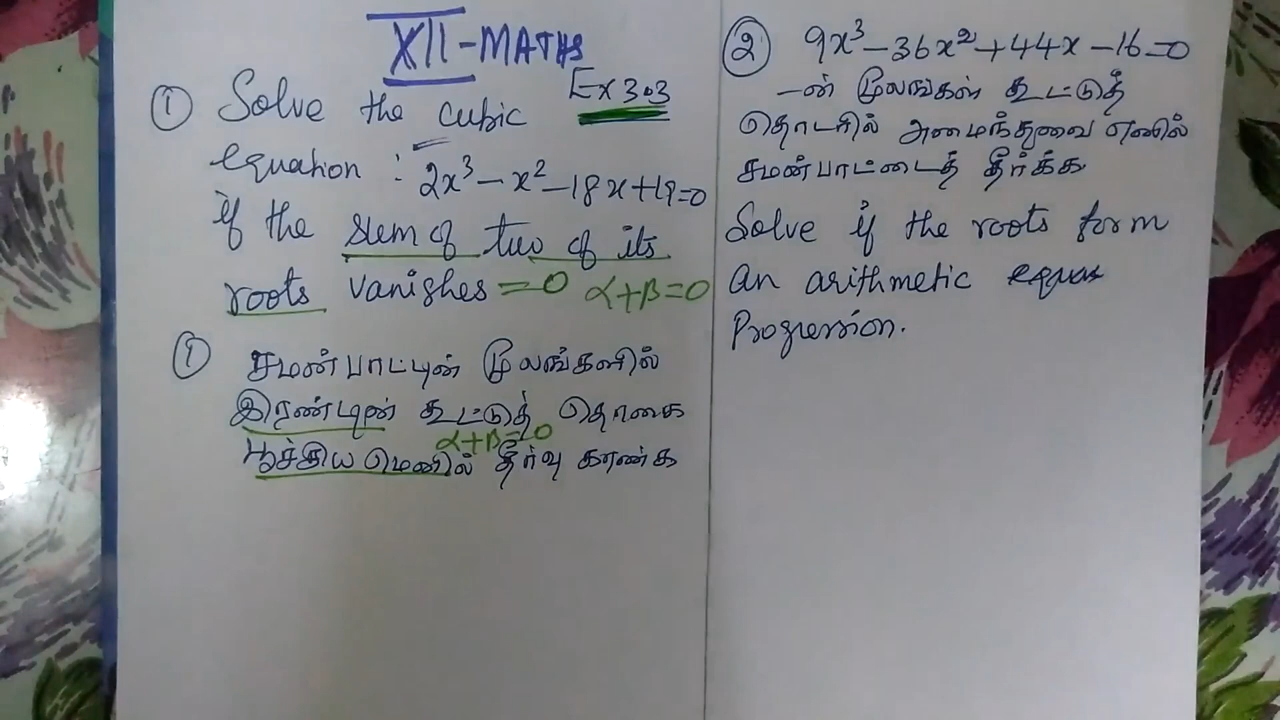 XII-MATHS
Ex 3.3
① Solve the cubic
equation : 2x³-x²-18x+19=0
if the sum of two of its
roots vanishes =0 α+β=0
① சமன்பாட்டின் மூலங்களில்
இரண்டின் கூட்டுத் தொகை
α+β=0
பூச்சியமெனில் தீர்வு காண்க
② 9x³-36x²+44x-16=0
-ன் மூலங்கள் கூட்டுத்
தொடரில் அமைந்துவை எனில்
சமன்பாட்டைத் தீர்க்க.
Solve if the roots form
an arithmetic
Progression.